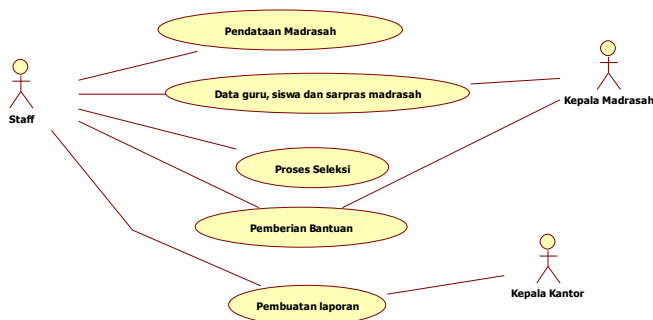 Pendataan Madrasah
Data guru, siswa dan sarpras madrasah
Staff
Kepala Madrasah
Proses Seleksi
Pemberian Bantuan
Kepala Kantor
Pembuatan laporan